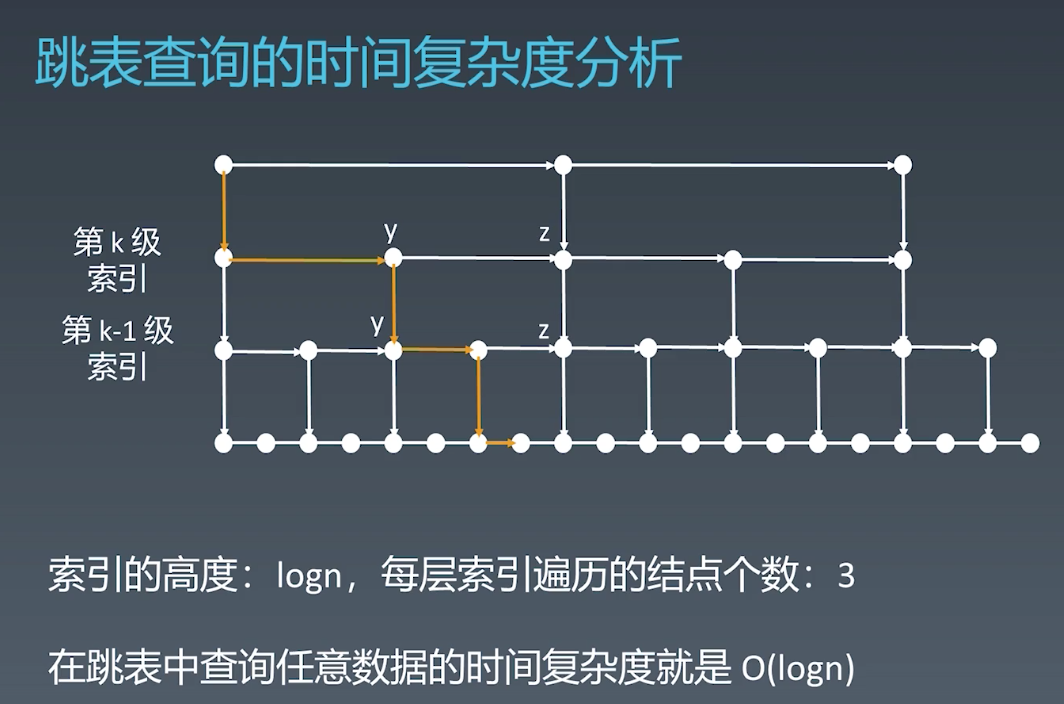 跳表查询的时间复杂度分析
第 k 级
索引
y
z
第 k-1 级
索引
y
z
索引的高度：logn，每层索引遍历的结点个数：3
在跳表中查询任意数据的时间复杂度就是 O(logn)